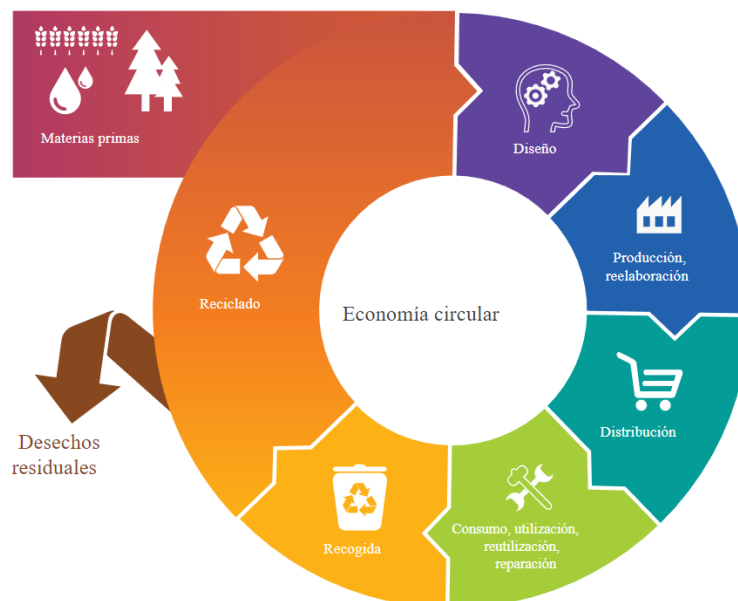 Materias primas
Diseño
Producción,
reelaboración
Reciclado
Economía circular
Distribución
Desechos
residuales
Consumo, utilización,
reutilización,
reparación
Recogida